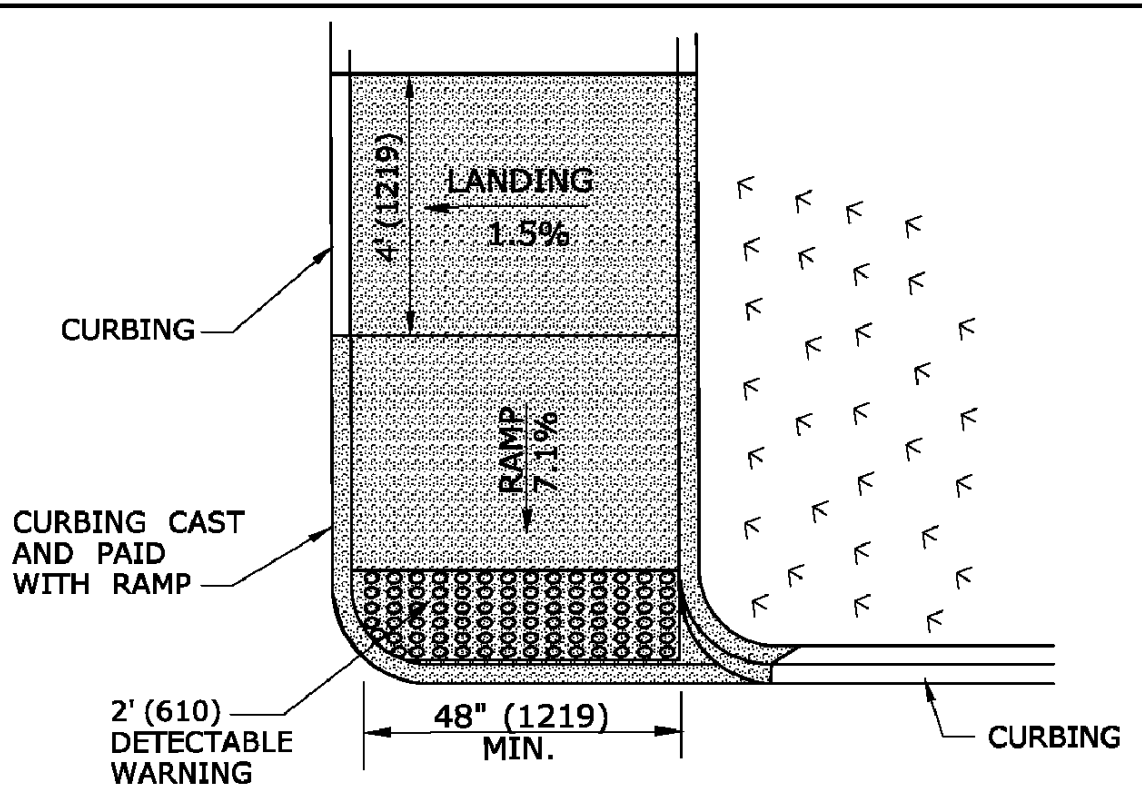 4' (1219)
LANDING
1.5%
CURBING
RAMP
7.1%
CURBING CAST
AND PAID
WITH RAMP
2' (610)
DETECTABLE
WARNING
48" (1219)
MIN.
CURBING